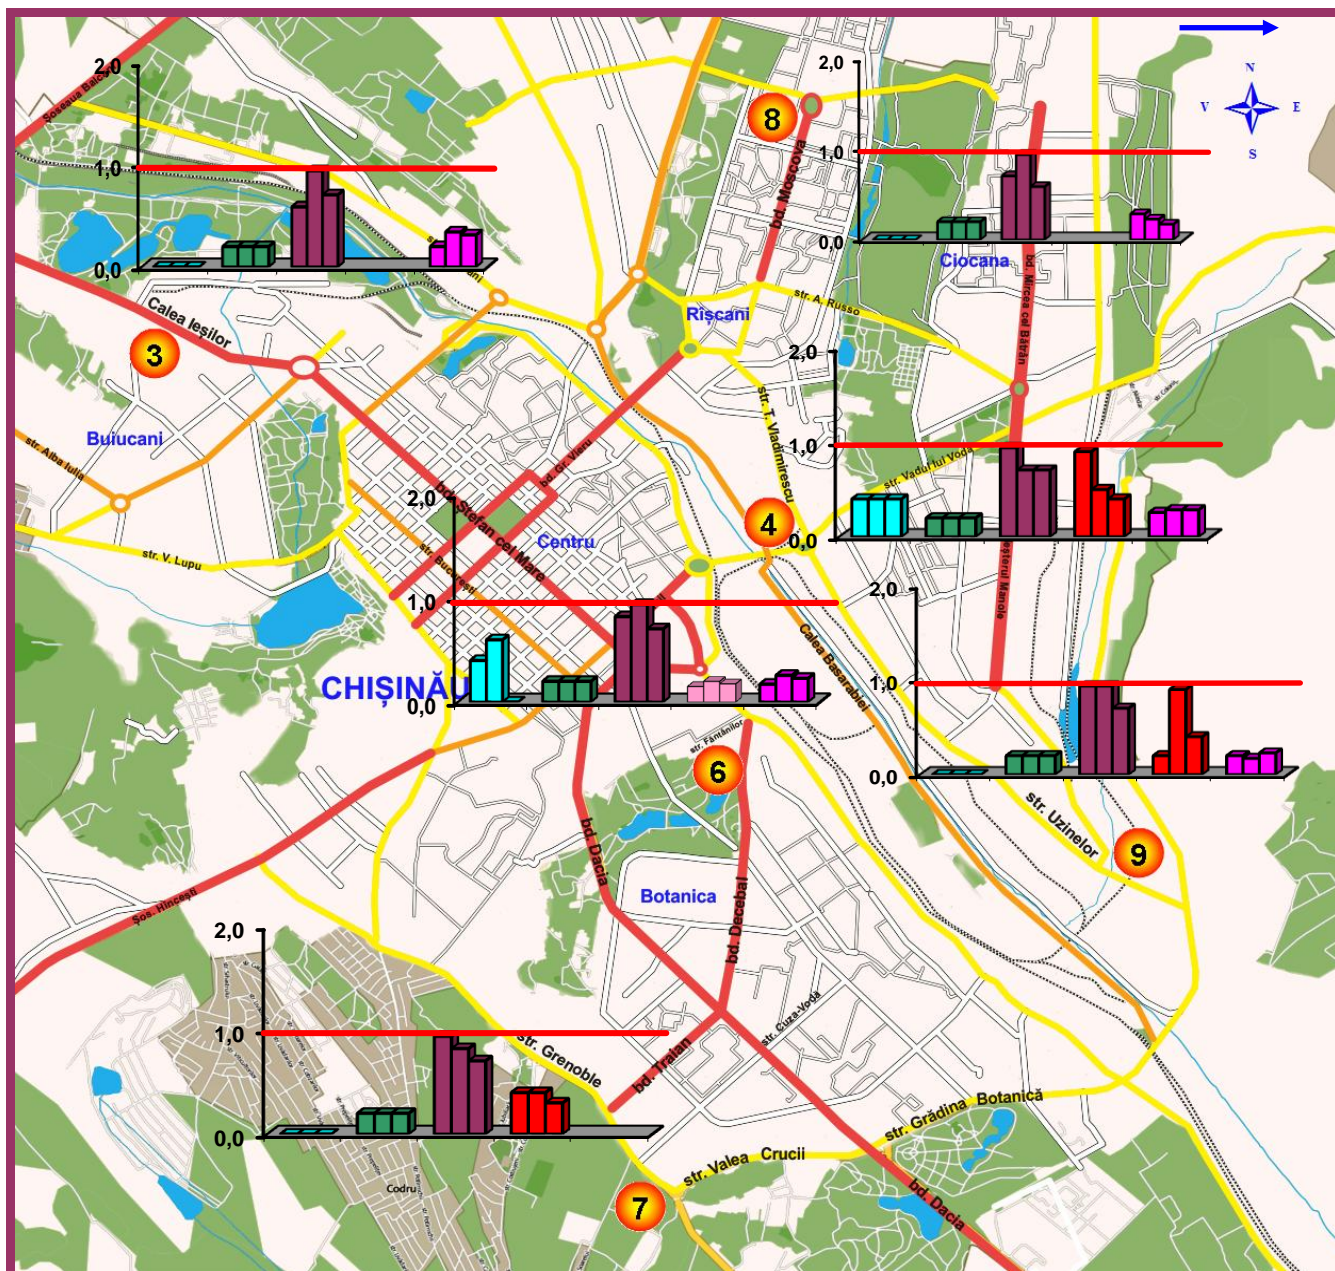 Șoseaua Balcani
2,0
1,0
0,0
2,0
1,0
0,0
8
bd. Moscova
N
V
E
S
Ciocana
bd. Mircea cel Bătrân
Calea Ieșilor
3
Rîșcani
str. A. Russo
Buiucani
str. Alba Iulia
str. V. Lupu
bd. Gr. Vieru
str. T. Vladimirescu
2,0
1,0
0,0
str. Vadul lui Vodă
4
bd. Ștefan cel Mare
Centru
str. București
2,0
1,0
0,0
CHIȘINĂU
Calea Basarabiei
Meșterul Manole
2,0
1,0
0,0
str. Fântânilor
6
str. Uzinelor
9
bd. Dacia
Botanica
bd. Decebal
Șos. Hîncești
2,0
1,0
0,0
str. Grenoble
bd. Traian
str. Cuza-Vodă
str. Grădina Botanică
str. Valea Crucii
Codru
7
bd. Dacia